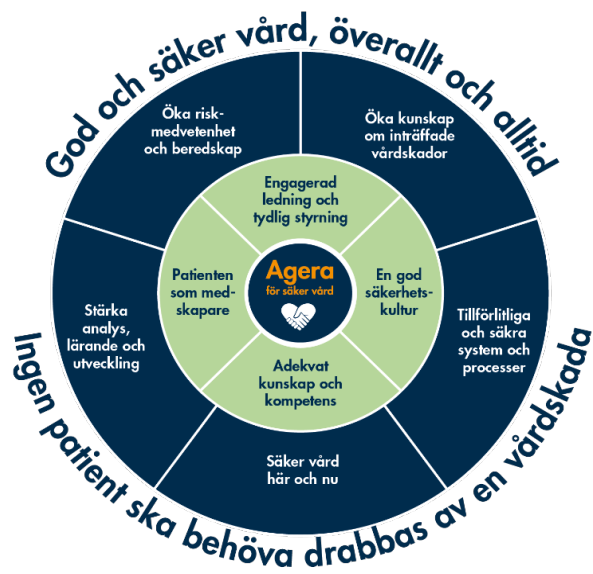 God och säker vård, överallt och alltid
Öka risk-
medvetenhet
och beredskap
Öka kunskap
om inträffade
vårdskador
Engagerad
ledning och
tydlig styrning
Patienten
som med-
skapare
Agera
för säker vård
En god
säkerhets-
kultur
Stärka
analys,
lärande och
utveckling
Tillförlitliga
och säkra
system och
processer
Adekvat
kunskap och
kompetens
Säker vård
här och nu
Ingen patient ska behöva drabbas av en vårdskada